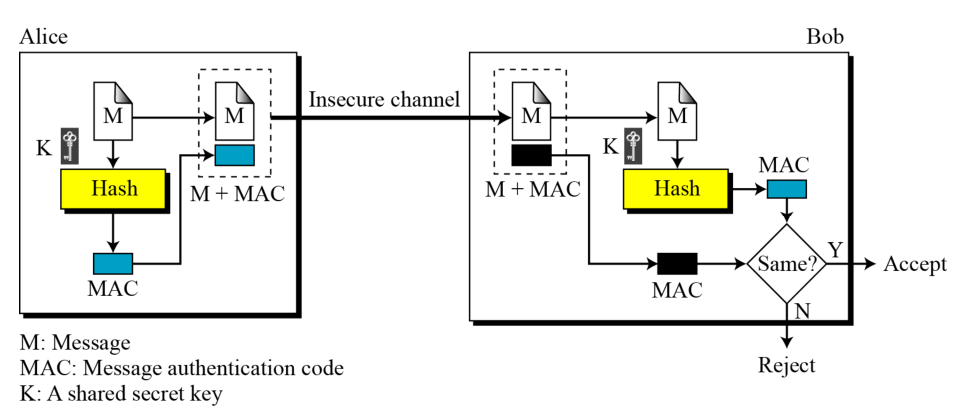 Alice
Bob
M
M
Insecure channel
M
M
K
K
Hash
M + MAC
M + MAC
Hash
MAC
MAC
MAC
Same?
Y
Accept
N
Reject
M: Message
MAC: Message authentication code
K: A shared secret key